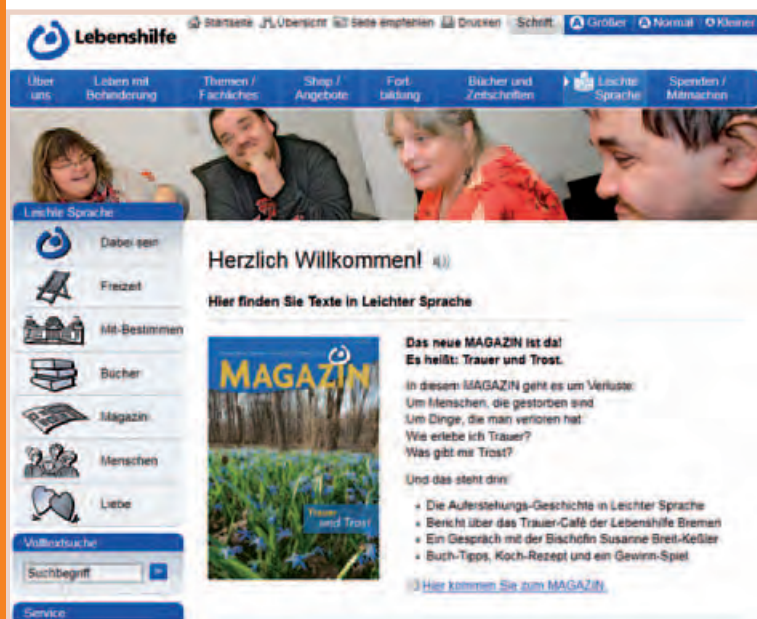 Lebenshilfe
Startseite Übersicht Seite empfehlen Drucken Schrift Größer Normal Kleiner
Über uns
Leben mit Behinderung
Themen / Fachliches
Shop / Angebote
Fort bildung
Bücher und Zeitschriften
Leichte Sprache
Spenden / Mitmachen
Leichte Sprache
Dabei sein
Freizeit
Mit-Bestimmen
Bücher
Magazin
Menschen
Liebe
Volltextsuche
Suchbegriff
Service
Herzlich Willkommen!
Hier finden Sie Texte in Leichter Sprache
MAGAZIN
Trauer
und Trost
Das neue MAGAZIN ist da!
Es heißt: Trauer und Trost.
In diesem MAGAZIN geht es um Verluste:
Um Menschen, die gestorben sind
Um Dinge, die man verloren hat
Wie erlebe ich Trauer?
Was gibt mir Trost?
Und das steht drin:
Die Auferstehungs-Geschichte in Leichter Sprache
Bericht über das Trauer-Café der Lebenshilfe Bremen
Ein Gespräch mit der Bischöfin Susanne Breit-Keßler
Buch-Tipps, Koch-Rezept und ein Gewinn-Spiel
Hier kommen Sie zum MAGAZIN.